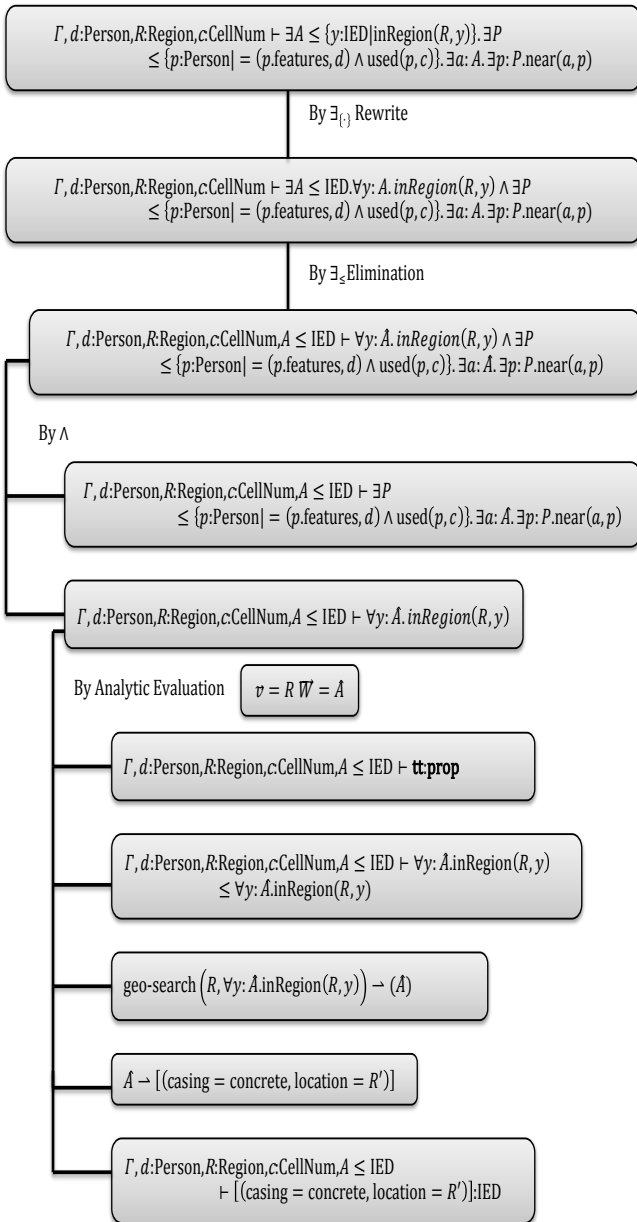 Γ, d:Person,R:Region,c:CellNum ⊢ ∃A ≤ {y:IED|inRegion(R, y)}. ∃P
≤ {p:Person| = (p.features, d) ∧ used(p, c)}. ∃a: A. ∃p: P.near(a, p)
By ∃{·} Rewrite
Γ, d:Person,R:Region,c:CellNum ⊢ ∃A ≤ IED.∀y: A. inRegion(R, y) ∧ ∃P
≤ {p:Person| = (p.features, d) ∧ used(p, c)}. ∃a: A. ∃p: P.near(a, p)
By ∃≤Elimination
Γ, d:Person,R:Region,c:CellNum,A ≤ IED ⊢ ∀y: Â. inRegion(R, y) ∧ ∃P
≤ {p:Person| = (p.features, d) ∧ used(p, c)}. ∃a: Â. ∃p: P.near(a, p)
By ∧
Γ, d:Person,R:Region,c:CellNum,A ≤ IED ⊢ ∃P
≤ {p:Person| = (p.features, d) ∧ used(p, c)}. ∃a: Â. ∃p: P.near(a, p)
Γ, d:Person,R:Region,c:CellNum,A ≤ IED ⊢ ∀y: Â. inRegion(R, y)
By Analytic Evaluation v⃗ = R W⃗ = Â
Γ, d:Person,R:Region,c:CellNum,A ≤ IED ⊢ tt:prop
Γ, d:Person,R:Region,c:CellNum,A ≤ IED ⊢ ∀y: Â.inRegion(R, y)
≤ ∀y: Â.inRegion(R, y)
geo-search (R, ∀y: Â.inRegion(R, y)) ⇀ (Â)
Â ⇀ [(casing = concrete, location = R′)]
Γ, d:Person,R:Region,c:CellNum,A ≤ IED
⊢ [(casing = concrete, location = R′)]:IED